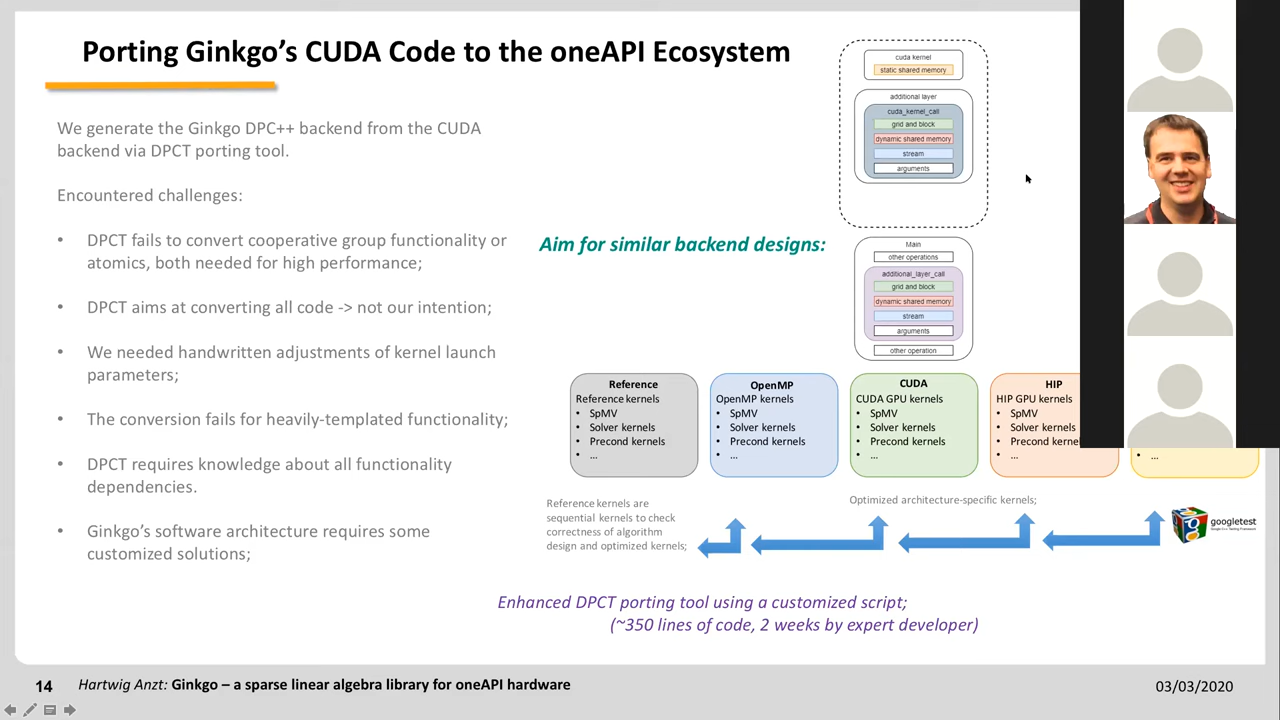 Porting Ginkgo's CUDA Code to the oneAPI Ecosystem
We generate the Ginkgo DPC++ backend from the CUDA
backend via DPCT porting tool.
Encountered challenges:
• DPCT fails to convert cooperative group functionality or
atomics, both needed for high performance;
• DPCT aims at converting all code -> not our intention;
• We needed handwritten adjustments of kernel launch
parameters;
• The conversion fails for heavily-templated functionality;
• DPCT requires knowledge about all functionality
dependencies.
• Ginkgo's software architecture requires some
customized solutions;
Aim for similar backend designs:
cuda kernel
static shared memory
additional layer
cuda_kernel_call
grid and block
dynamic shared memory
stream
arguments
Main
other operations
additional_layer_call
grid and block
dynamic shared memory
stream
arguments
other operation
Reference
Reference kernels
• SpMV
• Solver kernels
• Precond kernels
• ...
OpenMP
OpenMP kernels
• SpMV
• Solver kernels
• Precond kernels
• ...
CUDA
CUDA GPU kernels
• SpMV
• Solver kernels
• Precond kernels
• ...
HIP
HIP GPU kernels
• SpMV
• Solver kernels
• Precond kerne
• ...
• ...
Reference kernels are
sequential kernels to check
correctness of algorithm
design and optimized kernels;
Optimized architecture-specific kernels;
googletest
Google C++ Testing Framework
Enhanced DPCT porting tool using a customized script;
(~350 lines of code, 2 weeks by expert developer)
14 Hartwig Anzt: Ginkgo – a sparse linear algebra library for oneAPI hardware 03/03/2020